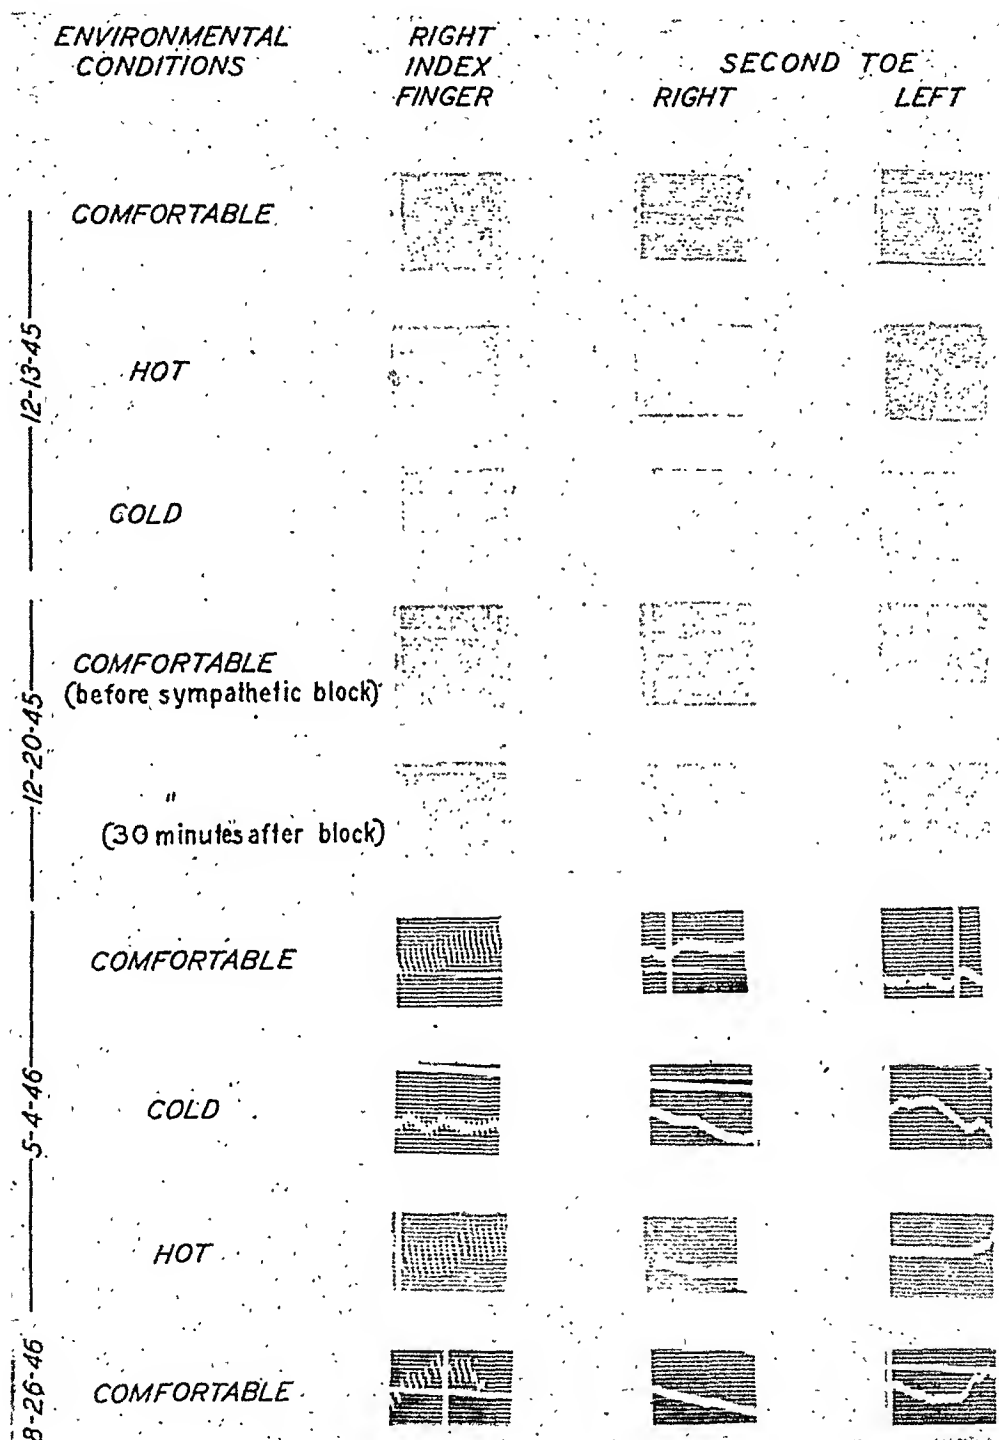 ENVIRONMENTAL
CONDITIONS
RIGHT
INDEX
FINGER
SECOND TOE
RIGHT
LEFT
12-13-45
COMFORTABLE
HOT
COLD
12-20-45
COMFORTABLE
(before sympathetic block)
"
(30 minutes after block)
5-4-46
COMFORTABLE
COLD
HOT
8-26-46
COMFORTABLE